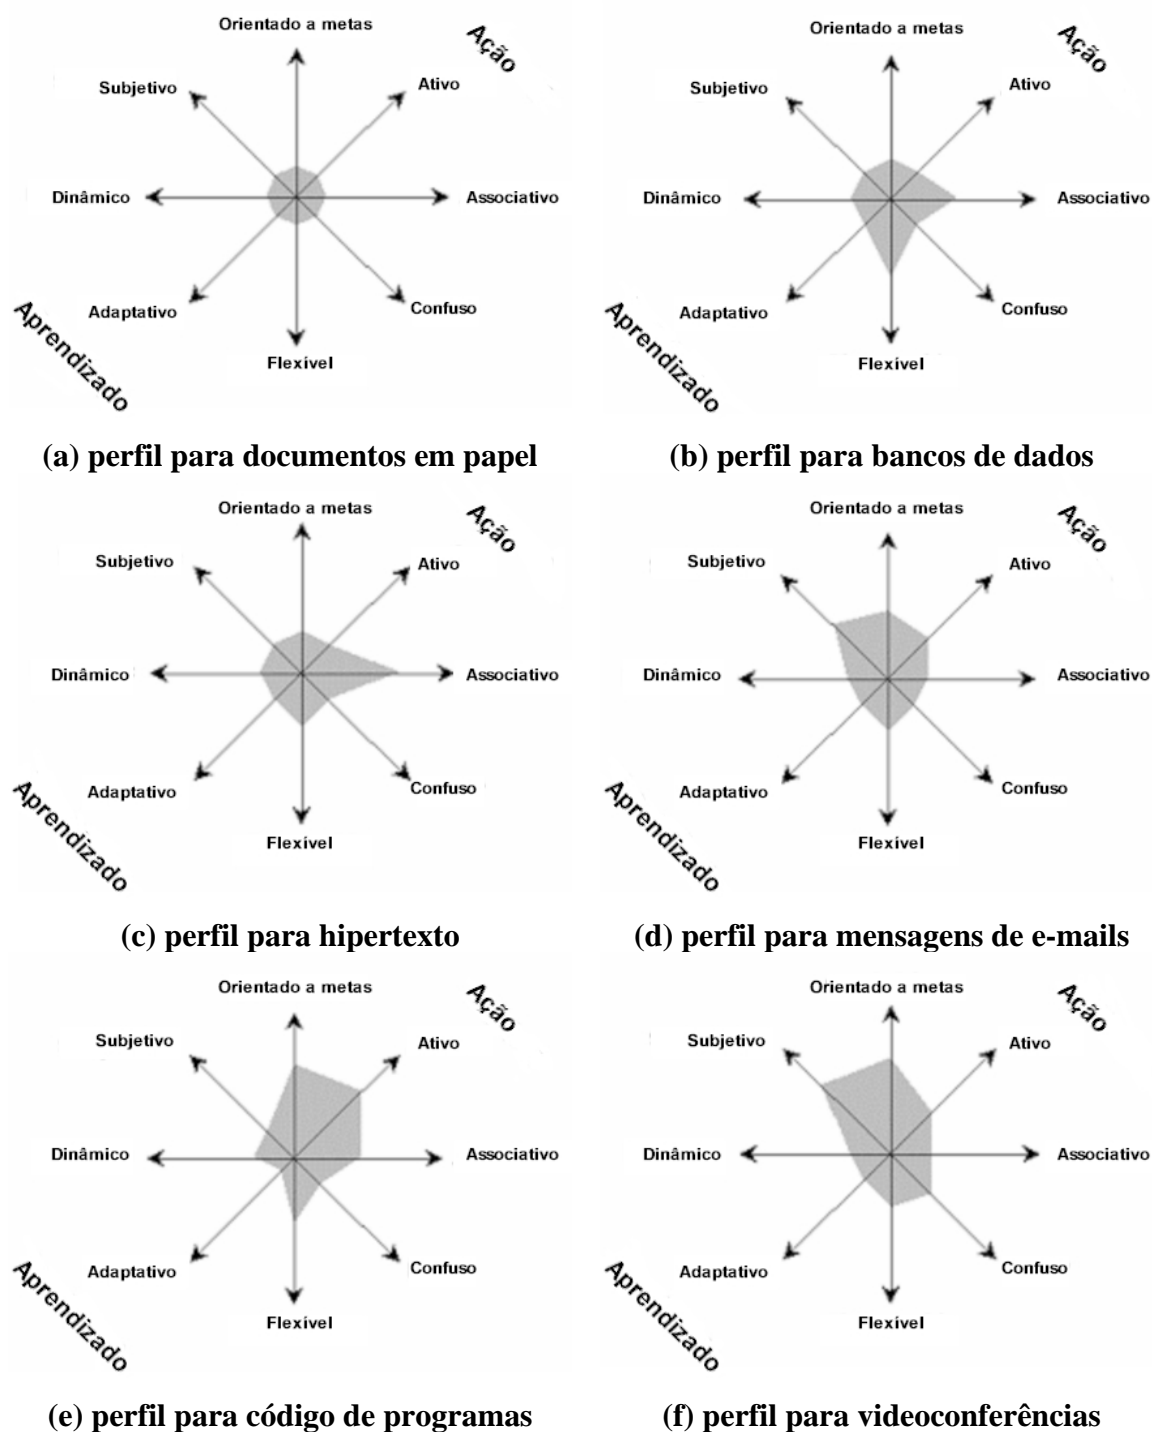 Orientado a metas
Ação
Subjetivo
Ativo
Dinâmico
Associativo
Adaptativo
Confuso
Aprendizado
Flexível
(a) perfil para documentos em papel
Orientado a metas
Ação
Subjetivo
Ativo
Dinâmico
Associativo
Adaptativo
Confuso
Aprendizado
Flexível
(b) perfil para bancos de dados
Orientado a metas
Ação
Subjetivo
Ativo
Dinâmico
Associativo
Adaptativo
Confuso
Aprendizado
Flexível
(c) perfil para hipertexto
Orientado a metas
Ação
Subjetivo
Ativo
Dinâmico
Associativo
Adaptativo
Confuso
Aprendizado
Flexível
(d) perfil para mensagens de e-mails
Orientado a metas
Ação
Subjetivo
Ativo
Dinâmico
Associativo
Adaptativo
Confuso
Aprendizado
Flexível
(e) perfil para código de programas
Orientado a metas
Ação
Subjetivo
Ativo
Dinâmico
Associativo
Adaptativo
Confuso
Aprendizado
Flexível
(f) perfil para videoconferências